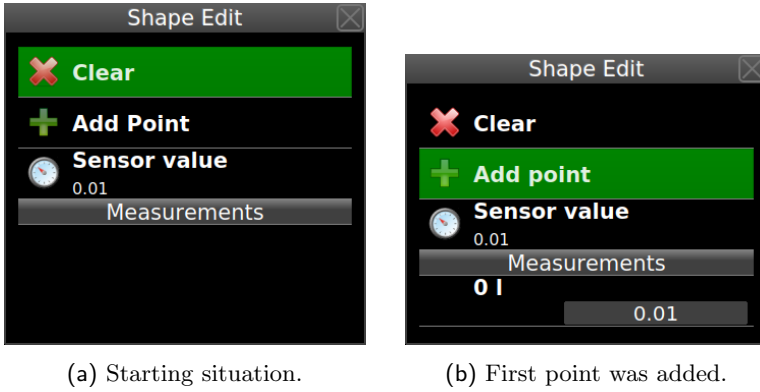 Shape Edit
Clear
Add Point
Sensor value
0.01
Measurements
(a) Starting situation.
Shape Edit
Clear
Add point
Sensor value
0.01
Measurements
0 l
0.01
(b) First point was added.